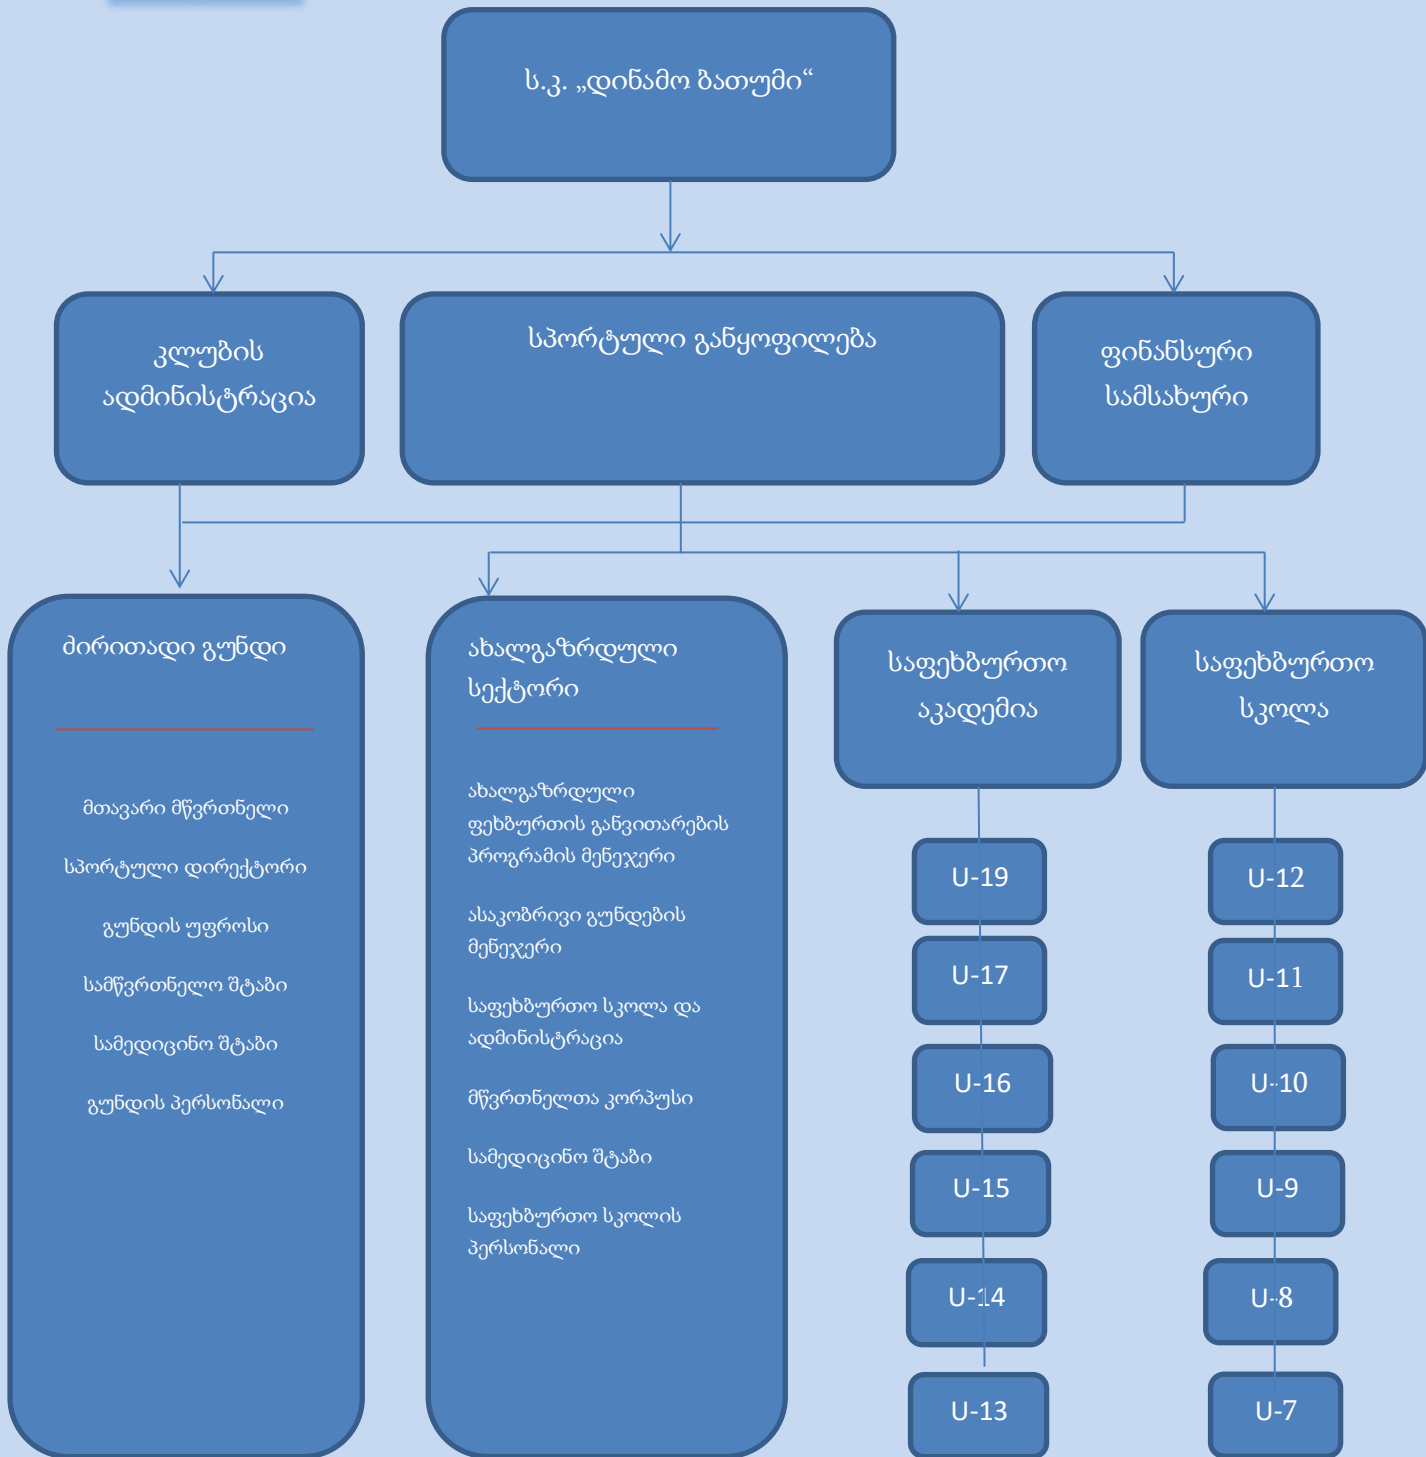 ს.კ. „დინამო ბათუმი“
კლუბის
ადმინისტრაცია
სპორტული განყოფილება
ფინანსური
სამსახური
ძირითადი გუნდი
მთავარი მწვრთნელი
სპორტული დირექტორი
გუნდის უფროსი
სამწვრთნელო შტაბი
სამედიცინო შტაბი
გუნდის პერსონალი
ახალგაზრდული
სექტორი
ახალგაზრდული
ფეხბურთის განვითარების
პროგრამის მენეჯერი
ასაკობრივი გუნდების
მენეჯერი
საფეხბურთო სკოლა და
ადმინისტრაცია
მწვრთნელთა კორპუსი
სამედიცინო შტაბი
საფეხბურთო სკოლის
პერსონალი
საფეხბურთო
აკადემია
U-19
U-17
U-16
U-15
U-14
U-13
საფეხბურთო
სკოლა
U-12
U-11
U-10
U-9
U-8
U-7